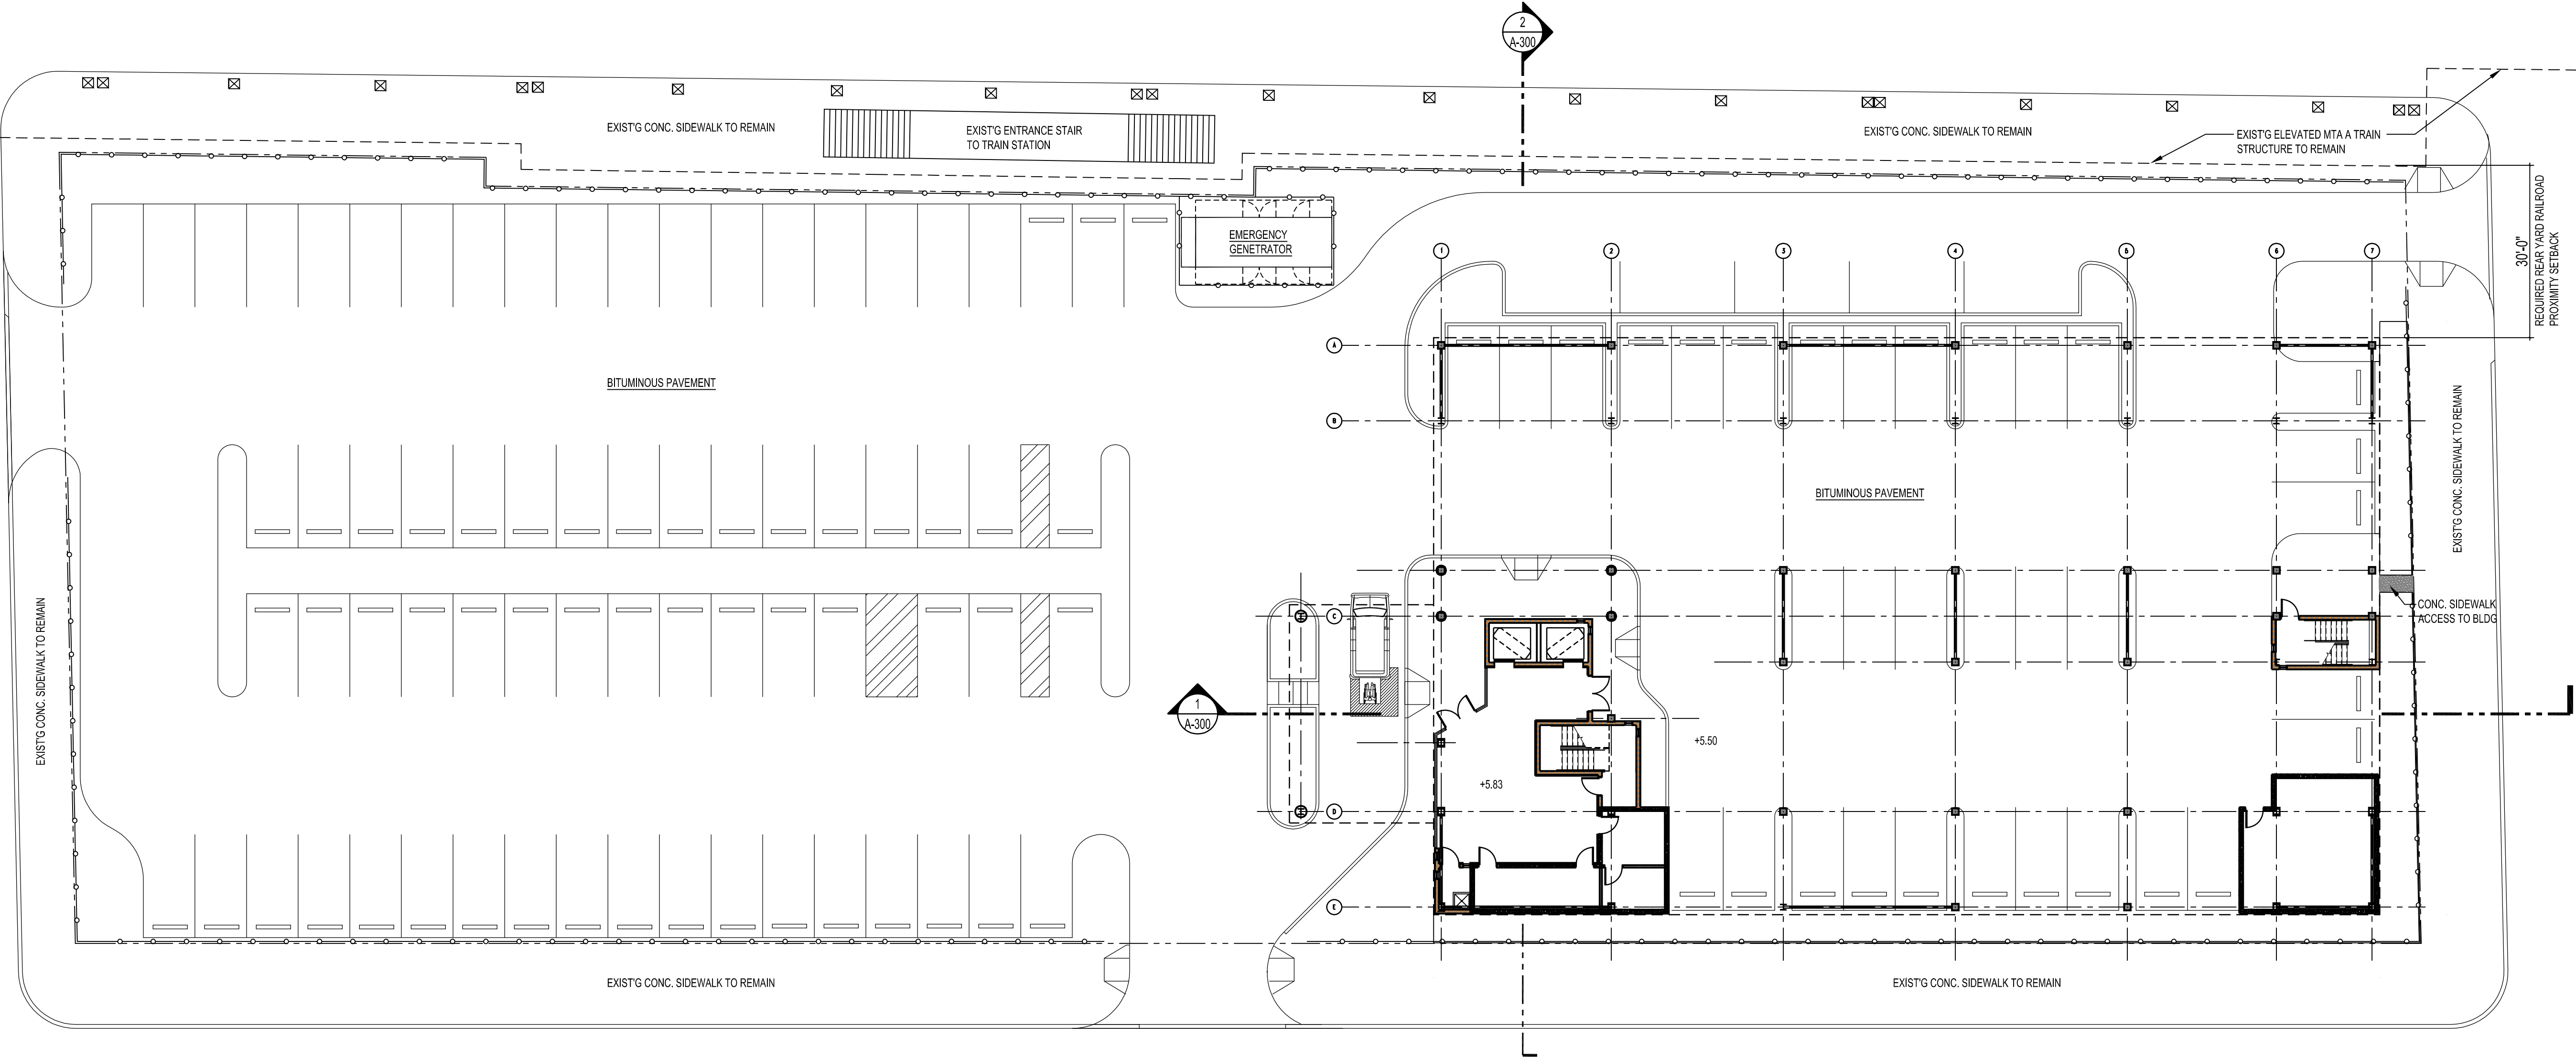 2
A-300
EXIST'G CONC. SIDEWALK TO REMAIN
EXIST'G ENTRANCE STAIR
TO TRAIN STATION
EXIST'G CONC. SIDEWALK TO REMAIN
EXIST'G ELEVATED MTA A TRAIN
STRUCTURE TO REMAIN
30'-0"
REQUIRED REAR YARD RAILROAD
PROXIMITY SETBACK
EMERGENCY
GENETRATOR
1
2
3
4
5
6
7
A
B
BITUMINOUS PAVEMENT
BITUMINOUS PAVEMENT
EXIST'G CONC. SIDEWALK TO REMAIN
EXIST'G CONC. SIDEWALK TO REMAIN
C
CONC. SIDEWALK
ACCESS TO BLDG
1
A-300
+5.50
+5.83
D
E
EXIST'G CONC. SIDEWALK TO REMAIN
EXIST'G CONC. SIDEWALK TO REMAIN